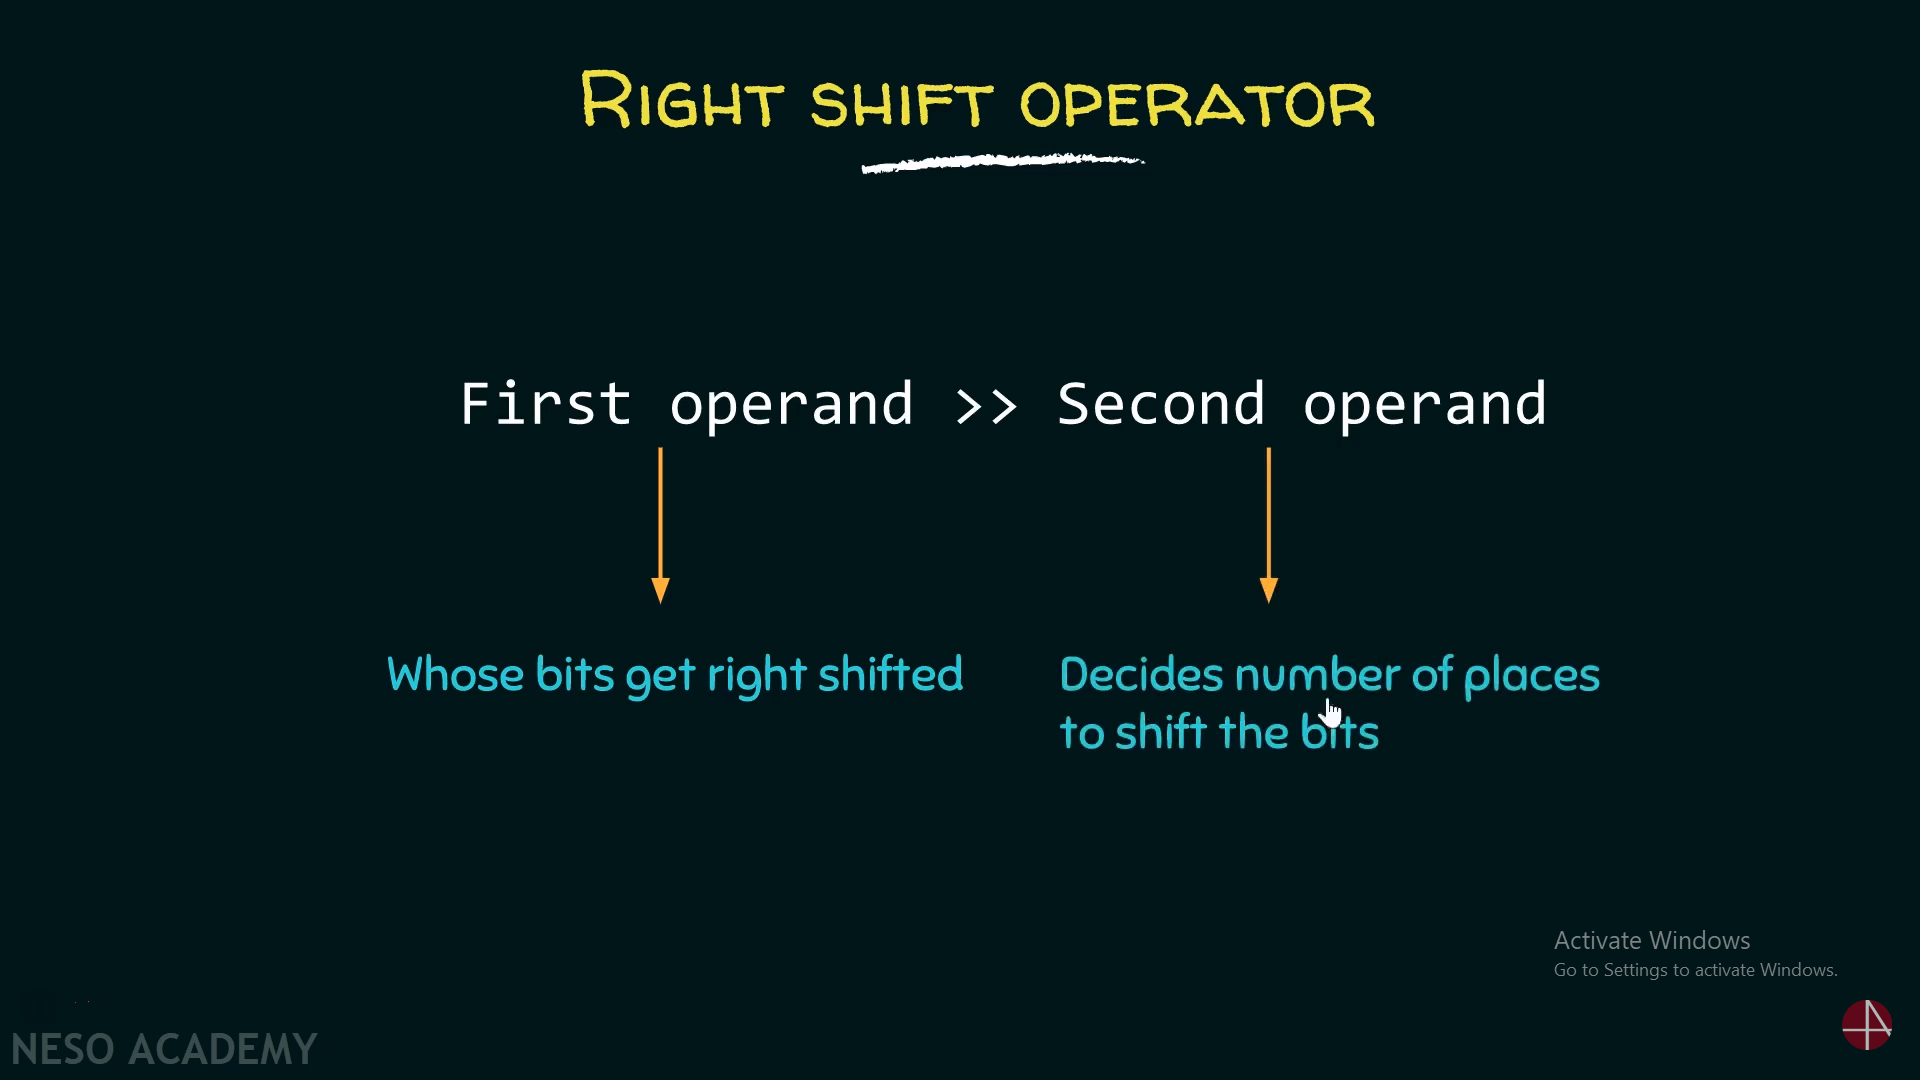 Right shift operator
First operand >> Second operand
Whose bits get right shifted
Decides number of places
to shift the bits
Activate Windows
Go to Settings to activate Windows.
NESO ACADEMY